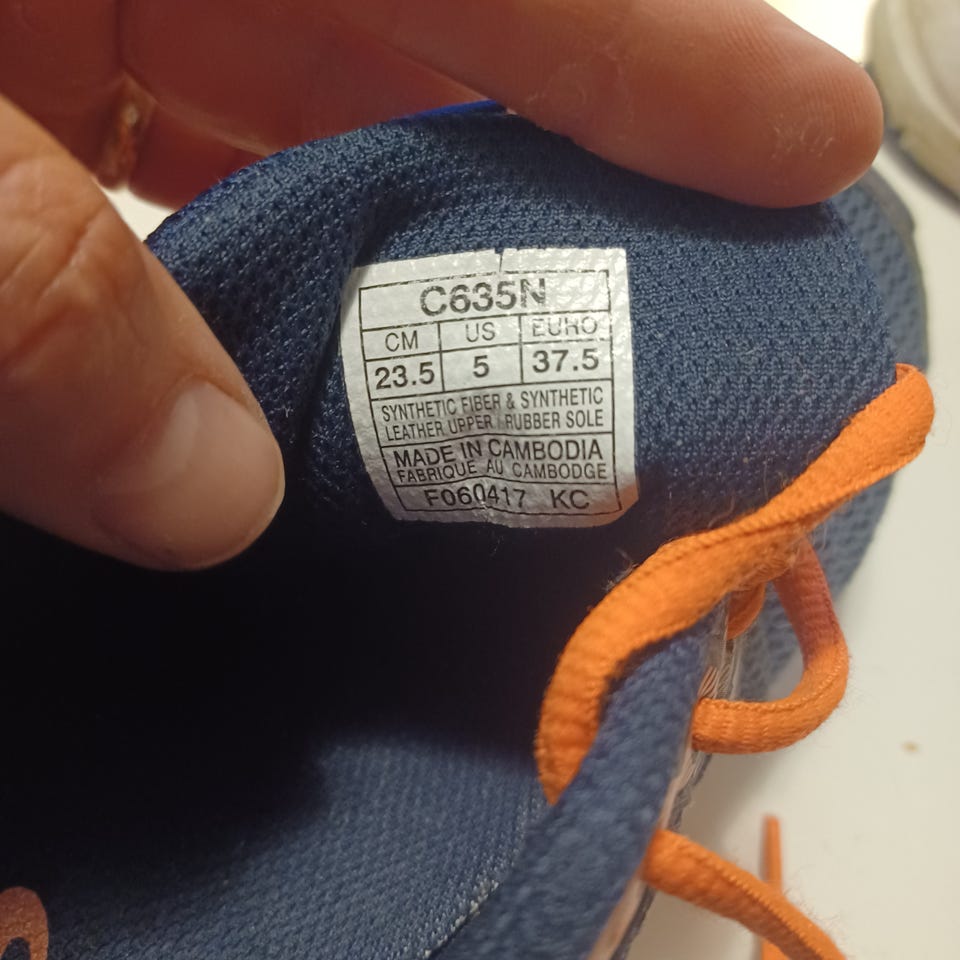 C635N
CM US EURO
23.5 5 37.5
SYNTHETIC FIBER & SYNTHETIC
LEATHER UPPER / RUBBER SOLE
MADE IN CAMBODIA
FABRIQUE AU CAMBODGE
F060417 KC